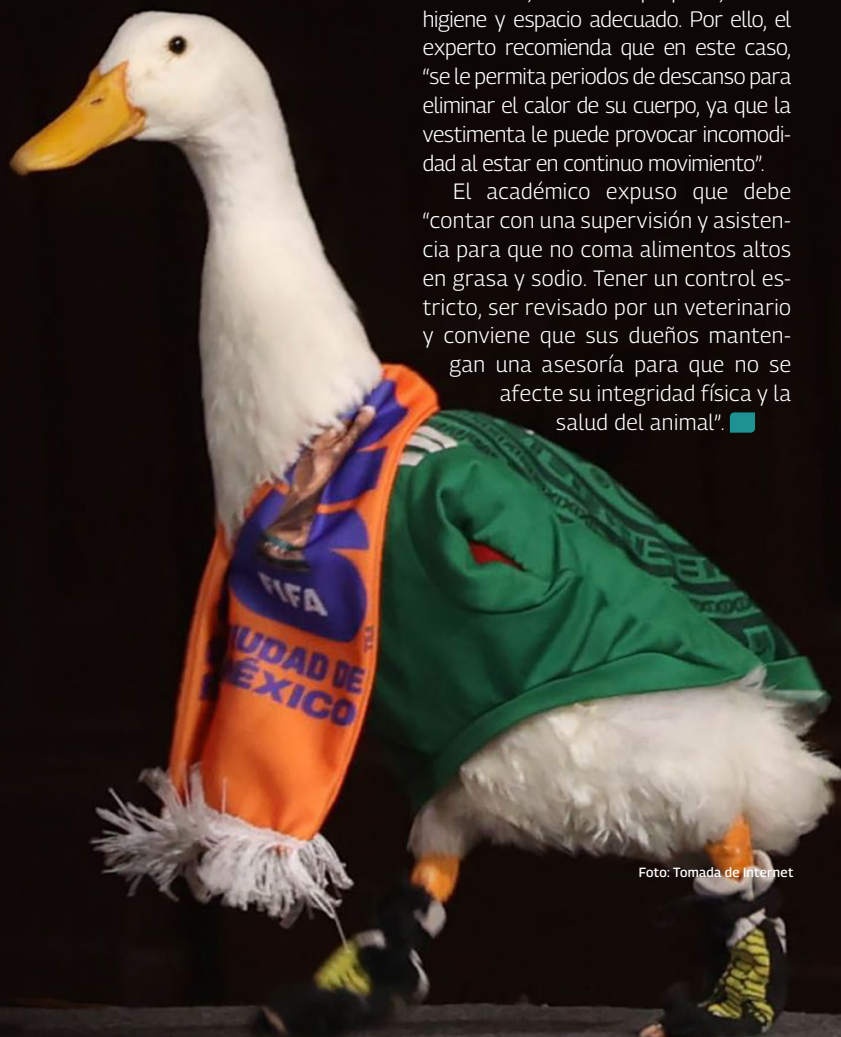 higiene y espacio adecuado. Por ello, el
experto recomienda que en este caso,
“se le permita periodos de descanso para
eliminar el calor de su cuerpo, ya que la
vestimenta le puede provocar incomodi-
dad al estar en continuo movimiento”.
El académico expuso que debe
“contar con una supervisión y asisten-
cia para que no coma alimentos altos
en grasa y sodio. Tener un control es-
tricto, ser revisado por un veterinario
y conviene que sus dueños manten-
gan una asesoría para que no se
afecte su integridad física y la
salud del animal”.
FIFA
TM
IUDAD DE
MÉXICO
Foto: Tomada de Internet